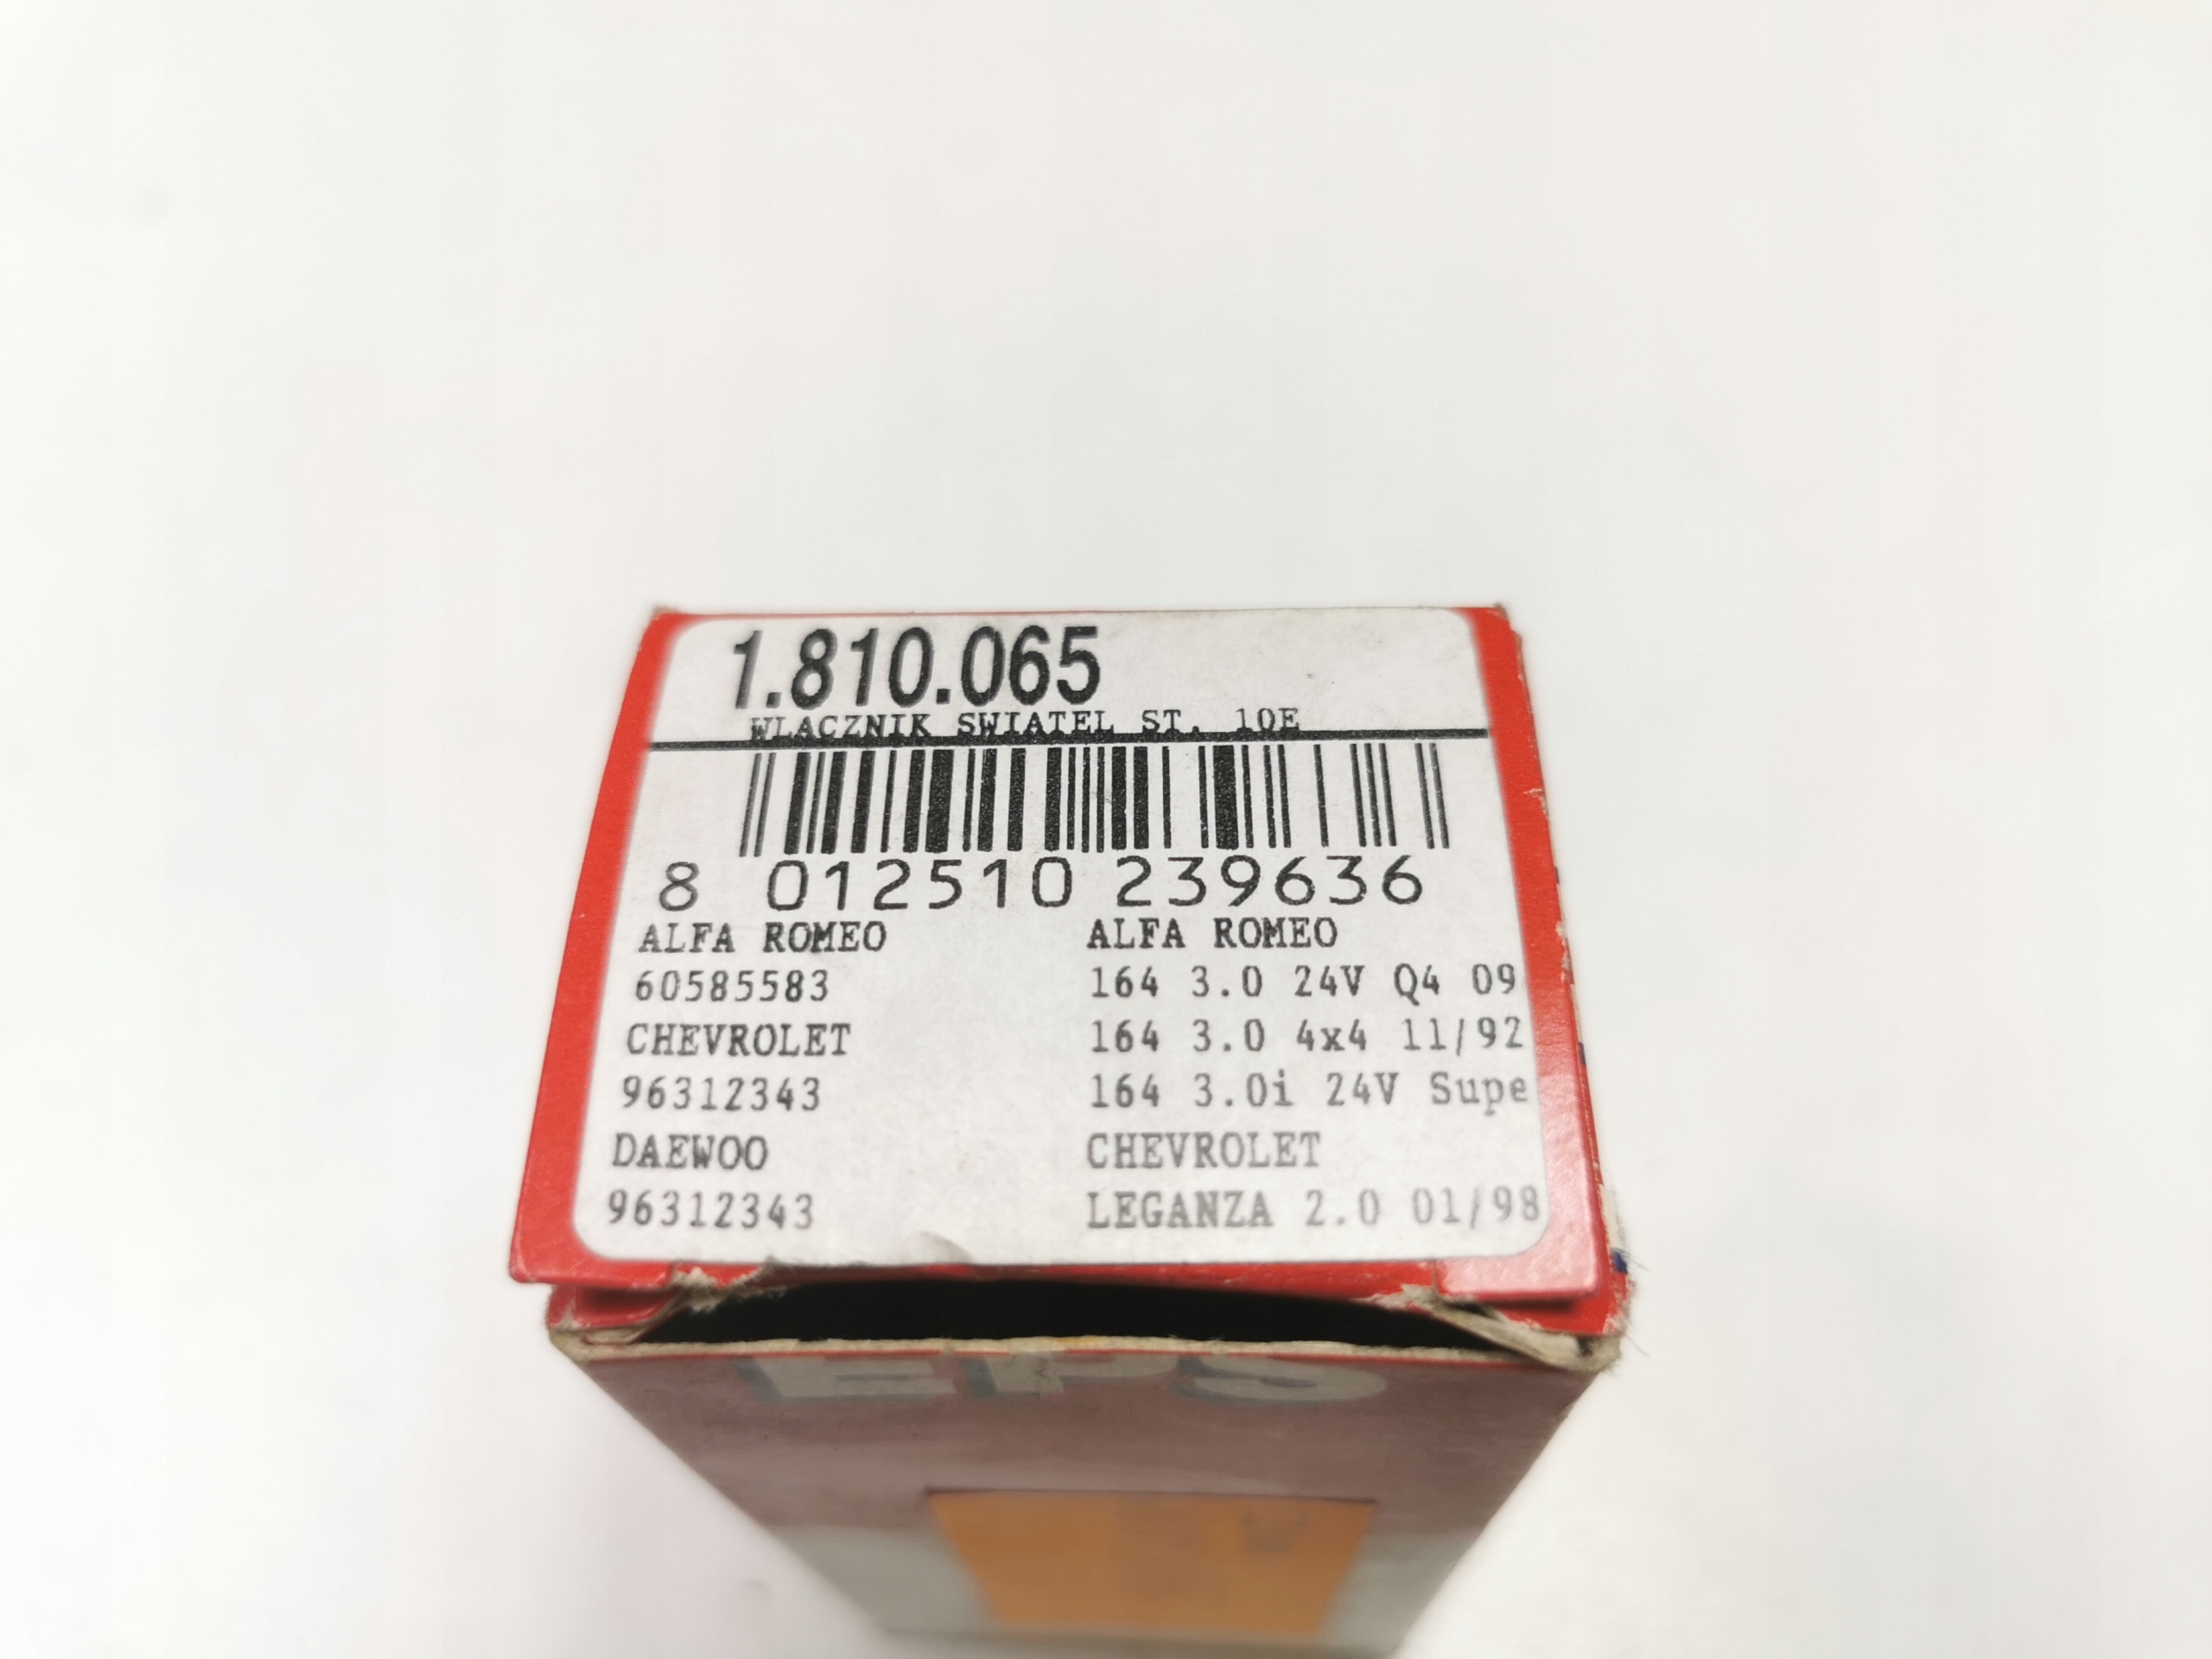 1.810.065
WLACZNIK SWIATEL ST. 10E
8 012510 239636
ALFA ROMEO
60585583
CHEVROLET
96312343
DAEWOO
96312343
ALFA ROMEO
164 3.0 24V Q4 09
164 3.0 4x4 11/92
164 3.0i 24V Supe
CHEVROLET
LEGANZA 2.0 01/98
EPS